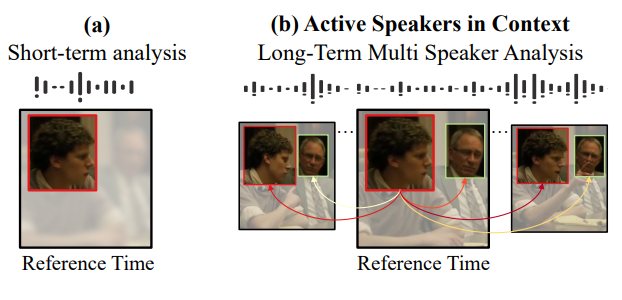 (a)
Short-term analysis
Reference Time
(b) Active Speakers in Context
Long-Term Multi Speaker Analysis
...
...
Reference Time